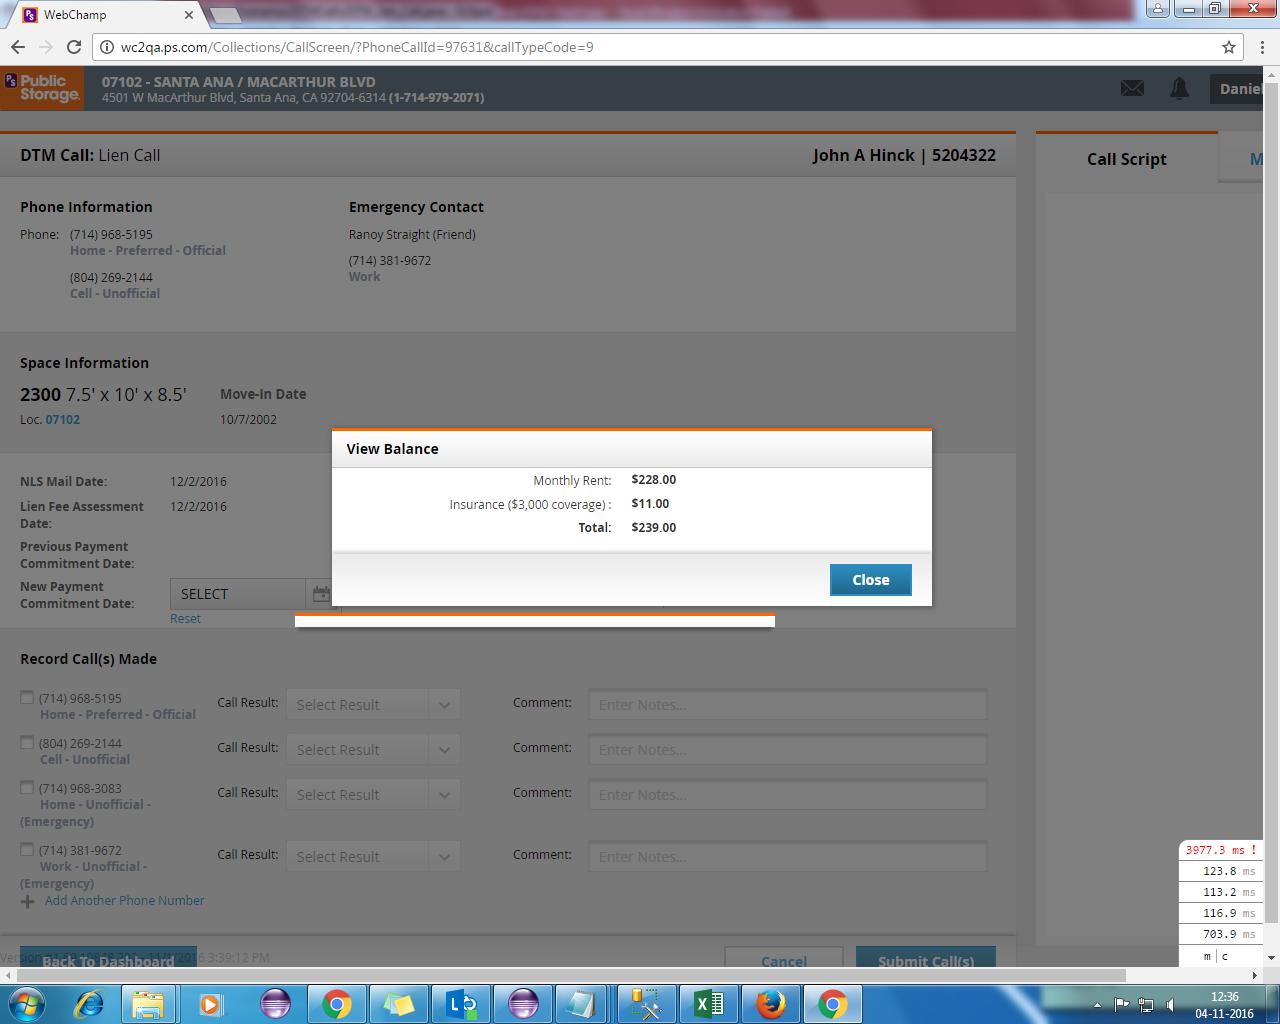 WebChamp
wc2qa.ps.com/Collections/CallScreen/?PhoneCallId=97631&callTypeCode=9
PS Public Storage.
07102 - SANTA ANA / MACARTHUR BLVD
4501 W MacArthur Blvd, Santa Ana, CA 92704-6314 (1-714-979-2071)
Daniel
DTM Call: Lien Call
John A Hinck | 5204322
Call Script
M
Phone Information
Emergency Contact
Phone: (714) 968-5195
Home - Preferred - Official
(804) 269-2144
Cell - Unofficial
Ranoy Straight (Friend)
(714) 381-9672
Work
Space Information
2300 7.5' x 10' x 8.5'
Move-In Date
Loc. 07102
10/7/2002
View Balance
Monthly Rent: $228.00
Insurance ($3,000 coverage) : $11.00
Total: $239.00
Close
NLS Mail Date: 12/2/2016
Lien Fee Assessment Date: 12/2/2016
Previous Payment
Commitment Date:
New Payment
Commitment Date:
SELECT
Reset
Record Call(s) Made
(714) 968-5195
Home - Preferred - Official
Call Result: Select Result
Comment: Enter Notes...
(804) 269-2144
Cell - Unofficial
Call Result: Select Result
Comment: Enter Notes...
(714) 968-3083
Home - Unofficial -
(Emergency)
Call Result: Select Result
Comment: Enter Notes...
(714) 381-9672
Work - Unofficial -
(Emergency)
Call Result: Select Result
Comment: Enter Notes...
Add Another Phone Number
3977.3 ms !
123.8 ms
113.2 ms
116.9 ms
703.9 ms
m | c
Back To Dashboard
3:39:12 PM
Cancel
Submit Call(s)
12:36
04-11-2016